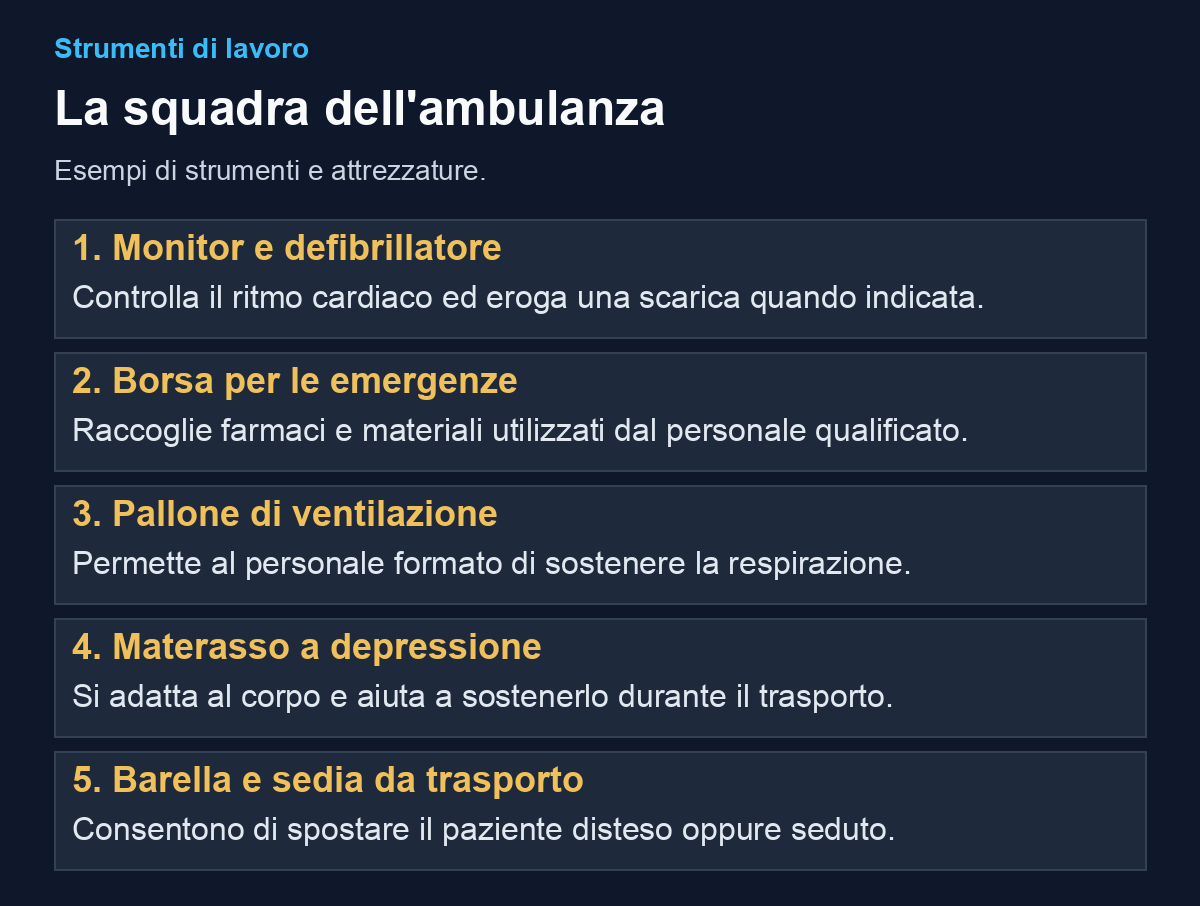 Strumenti di lavoro
La squadra dell'ambulanza
Esempi di strumenti e attrezzature.
1. Monitor e defibrillatore
Controlla il ritmo cardiaco ed eroga una scarica quando indicata.
2. Borsa per le emergenze
Raccoglie farmaci e materiali utilizzati dal personale qualificato.
3. Pallone di ventilazione
Permette al personale formato di sostenere la respirazione.
4. Materasso a depressione
Si adatta al corpo e aiuta a sostenerlo durante il trasporto.
5. Barella e sedia da trasporto
Consentono di spostare il paziente disteso oppure seduto.